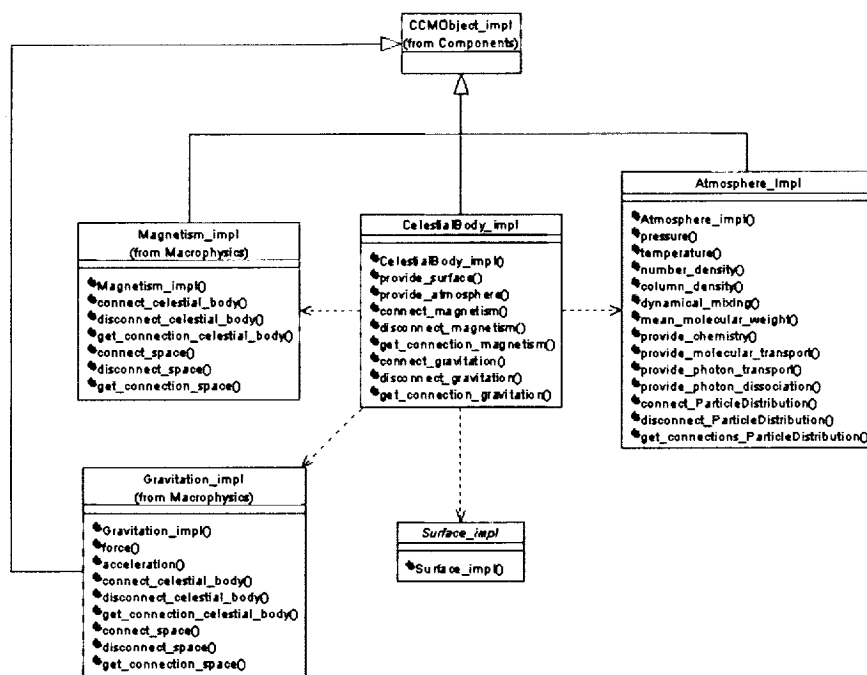 CCMObject_impl
(from Components)
Magnetism_impl
(from Macrophysics)
Magnetism_impl()
connect_celestial_body()
disconnect_celestial_body()
get_connection_celestial_body()
connect_space()
disconnect_space()
get_connection_space()
CelestialBody_impl
CelestialBody_impl()
provide_surface()
provide_atmosphere()
connect_magnetism()
disconnect_magnetism()
get_connection_magnetism()
connect_gravitation()
disconnect_gravitation()
get_connection_gravitation()
Atmosphere_impl
Atmosphere_impl()
pressure()
temperature()
number_density()
column_density()
dynamical_mixing()
mean_molecular_weight()
provide_chemistry()
provide_molecular_transport()
provide_photon_transport()
provide_photon_dissociation()
connect_ParticleDistribution()
disconnect_ParticleDistribution()
get_connections_ParticleDistribution()
Gravitation_impl
(from Macrophysics)
Gravitation_impl()
force()
acceleration()
connect_celestial_body()
disconnect_celestial_body()
get_connection_celestial_body()
connect_space()
disconnect_space()
get_connection_space()
Surface_impl
Surface_impl()